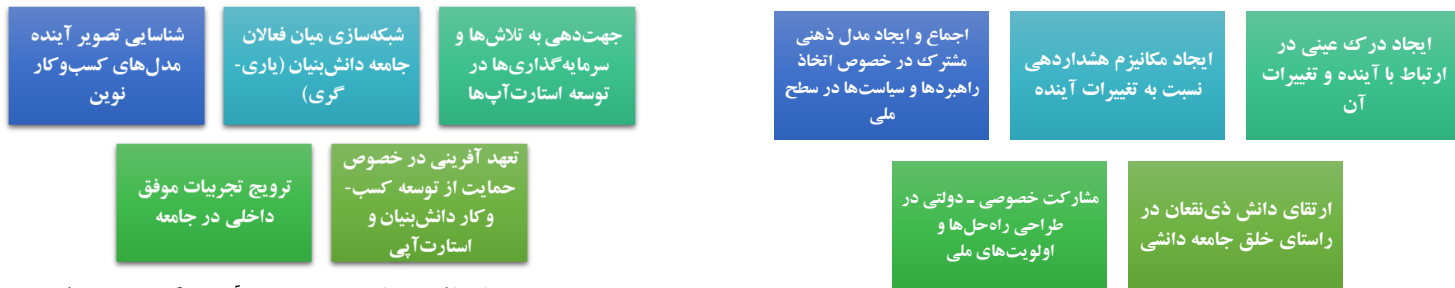 ایجاد درک عینی در
ارتباط با آینده و تغییرات
آن
ایجاد مکانیزم هشداردهی
نسبت به تغییرات آینده
اجماع و ایجاد مدل ذهنی
مشترک در خصوص اتخاذ
راهبردها و سیاست‌ها در سطح
ملی
ارتقای دانش ذی‌نفعان در
راستای خلق جامعه دانشی
مشارکت خصوصی ـ دولتی در
طراحی راه‌حل‌ها و
اولویت‌های ملی
جهت‌دهی به تلاش‌ها و
سرمایه‌گذاری‌ها در
توسعه استارت‌آپ‌ها
شبکه‌سازی میان فعالان
جامعه دانش‌بنیان (یاری-
گری)
شناسایی تصویر آینده
مدل‌های کسب‌وکار
نوین
تعهد آفرینی در خصوص
حمایت از توسعه کسب-
وکار دانش‌بنیان و
استارت‌آپی
ترویج تجربیات موفق
داخلی در جامعه